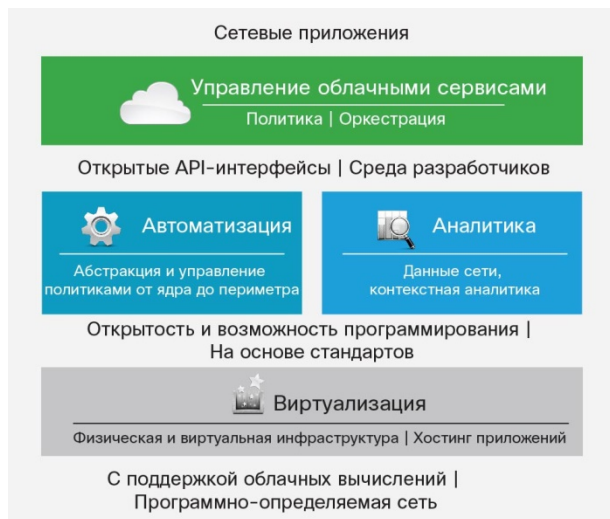 Сетевые приложения
Управление облачными сервисами
Политика | Оркестрация
Открытые API-интерфейсы | Среда разработчиков
Автоматизация
Абстракция и управление
политиками от ядра до периметра
Аналитика
Данные сети,
контекстная аналитика
Открытость и возможность программирования |
На основе стандартов
Виртуализация
Физическая и виртуальная инфраструктура | Хостинг приложений
С поддержкой облачных вычислений |
Программно-определяемая сеть